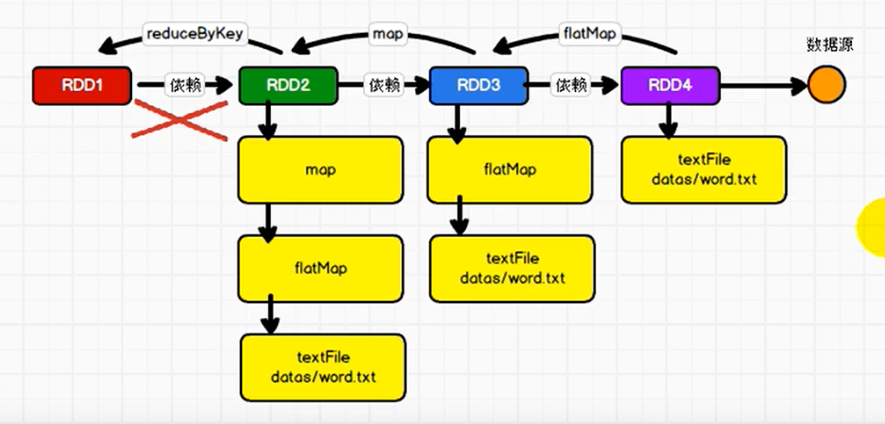 reduceByKey
map
flatMap
数据源
RDD1
依赖
RDD2
依赖
RDD3
依赖
RDD4
map
flatMap
textFile
datas/word.txt
flatMap
textFile
datas/word.txt
textFile
datas/word.txt